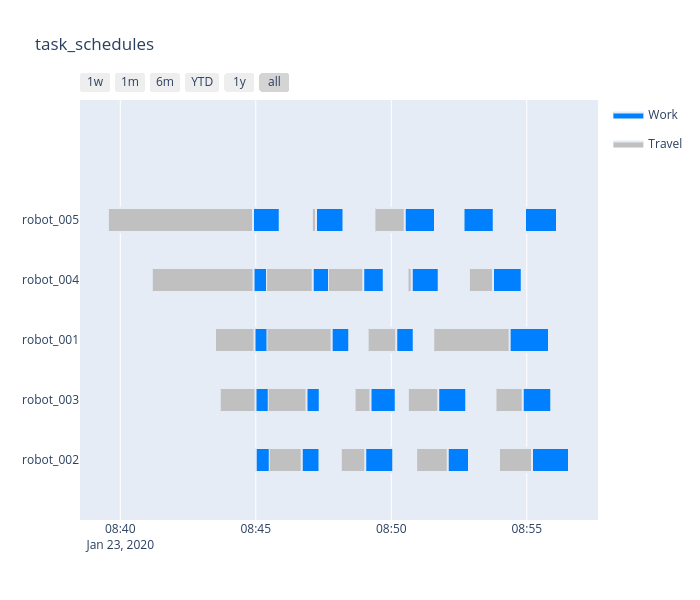 task_schedules
1w 1m 6m YTD 1y all
Work
Travel
robot_005
robot_004
robot_001
robot_003
robot_002
08:40 08:45 08:50 08:55
Jan 23, 2020